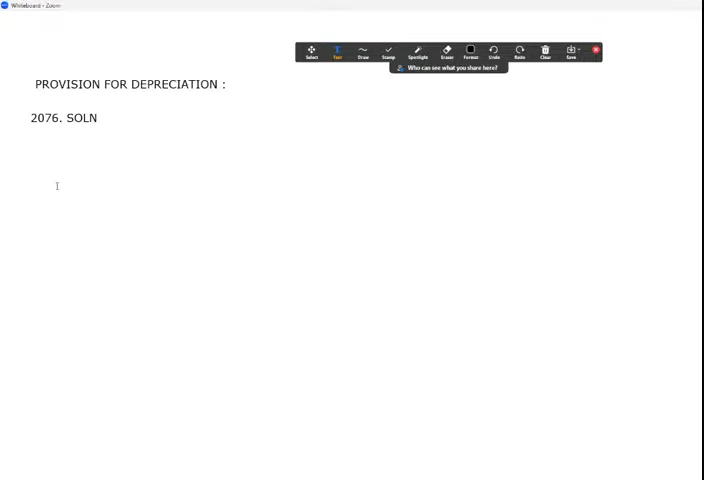 Whiteboard - Zoom
Select Text Draw Stamp Spotlight Eraser Format Undo Redo Clear Save
Who can see what you share here?
PROVISION FOR DEPRECIATION :
2076. SOLN